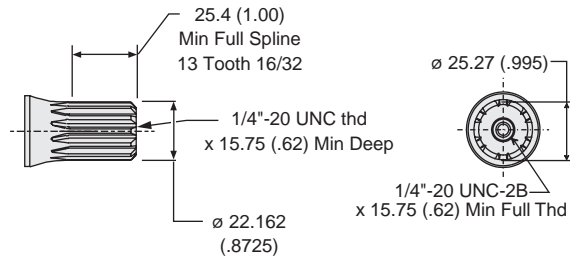 25.4 (1.00)
Min Full Spline
13 Tooth 16/32
1/4"-20 UNC thd
x 15.75 (.62) Min Deep
ø 22.162
(.8725)
ø 25.27 (.995)
1/4"-20 UNC-2B
x 15.75 (.62) Min Full Thd